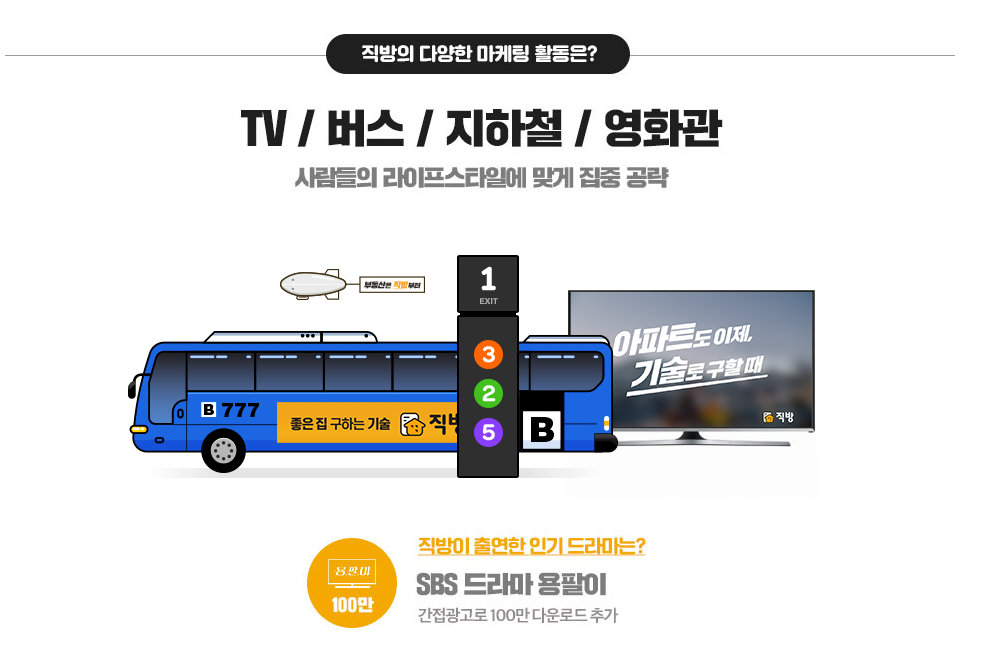 직방의 다양한 마케팅 활동은?
TV / 버스 / 지하철 / 영화관
사람들의 라이프스타일에 맞게 집중 공략
부동산은 직방부터
1
EXIT
3
2
5
B 777
좋은 집 구하는 기술 직방
B
아파트도 이제,
기술로 구할 때
직방
용팔이
100만
직방이 출연한 인기 드라마는?
SBS 드라마 용팔이
간접광고로 100만 다운로드 추가